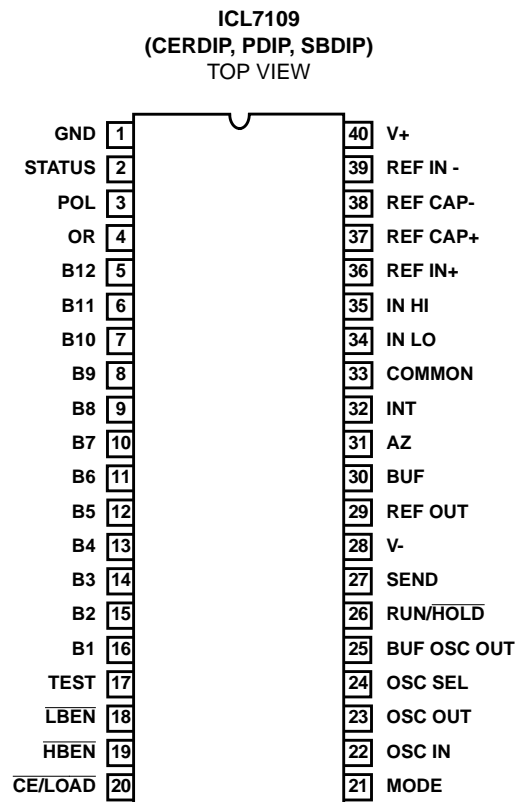 ICL7109
(CERDIP, PDIP, SBDIP)
TOP VIEW
GND 1 40 V+
STATUS 2 39 REF IN -
POL 3 38 REF CAP-
OR 4 37 REF CAP+
B12 5 36 REF IN+
B11 6 35 IN HI
B10 7 34 IN LO
B9 8 33 COMMON
B8 9 32 INT
B7 10 31 AZ
B6 11 30 BUF
B5 12 29 REF OUT
B4 13 28 V-
B3 14 27 SEND
B2 15 26 RUN/HOLD
B1 16 25 BUF OSC OUT
TEST 17 24 OSC SEL
LBEN 18 23 OSC OUT
HBEN 19 22 OSC IN
CE/LOAD 20 21 MODE